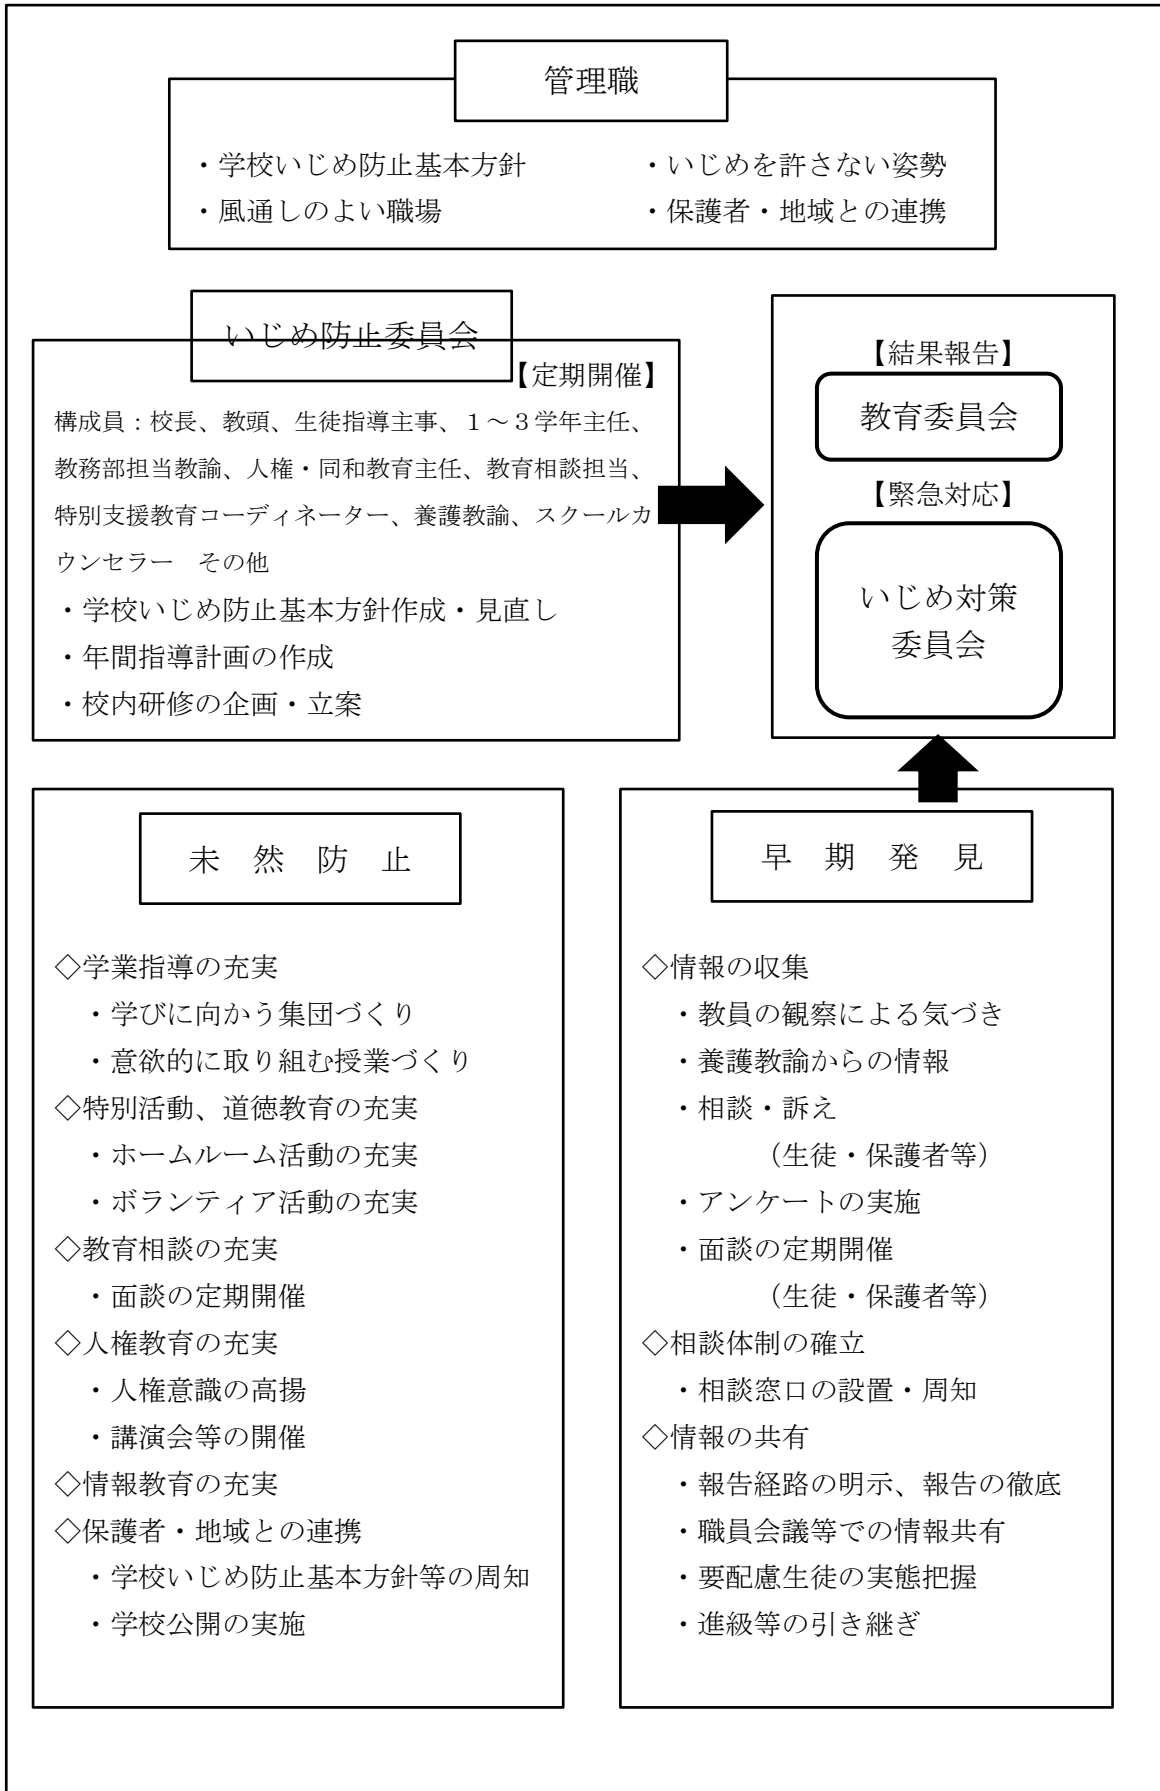 管理職
・学校いじめ防止基本方針
・いじめを許さない姿勢
・風通しのよい職場
・保護者・地域との連携
いじめ防止委員会
【定期開催】
構成員：校長、教頭、生徒指導主事、１～３学年主任、
教務部担当教諭、人権・同和教育主任、教育相談担当、
特別支援教育コーディネーター、養護教諭、スクールカ
ウンセラー　その他
・学校いじめ防止基本方針作成・見直し
・年間指導計画の作成
・校内研修の企画・立案
【結果報告】
教育委員会
【緊急対応】
いじめ対策
委員会
未　然　防　止
◇学業指導の充実
・学びに向かう集団づくり
・意欲的に取り組む授業づくり
◇特別活動、道徳教育の充実
・ホームルーム活動の充実
・ボランティア活動の充実
◇教育相談の充実
・面談の定期開催
◇人権教育の充実
・人権意識の高揚
・講演会等の開催
◇情報教育の充実
◇保護者・地域との連携
・学校いじめ防止基本方針等の周知
・学校公開の実施
早　期　発　見
◇情報の収集
・教員の観察による気づき
・養護教諭からの情報
・相談・訴え
（生徒・保護者等）
・アンケートの実施
・面談の定期開催
（生徒・保護者等）
◇相談体制の確立
・相談窓口の設置・周知
◇情報の共有
・報告経路の明示、報告の徹底
・職員会議等での情報共有
・要配慮生徒の実態把握
・進級等の引き継ぎ